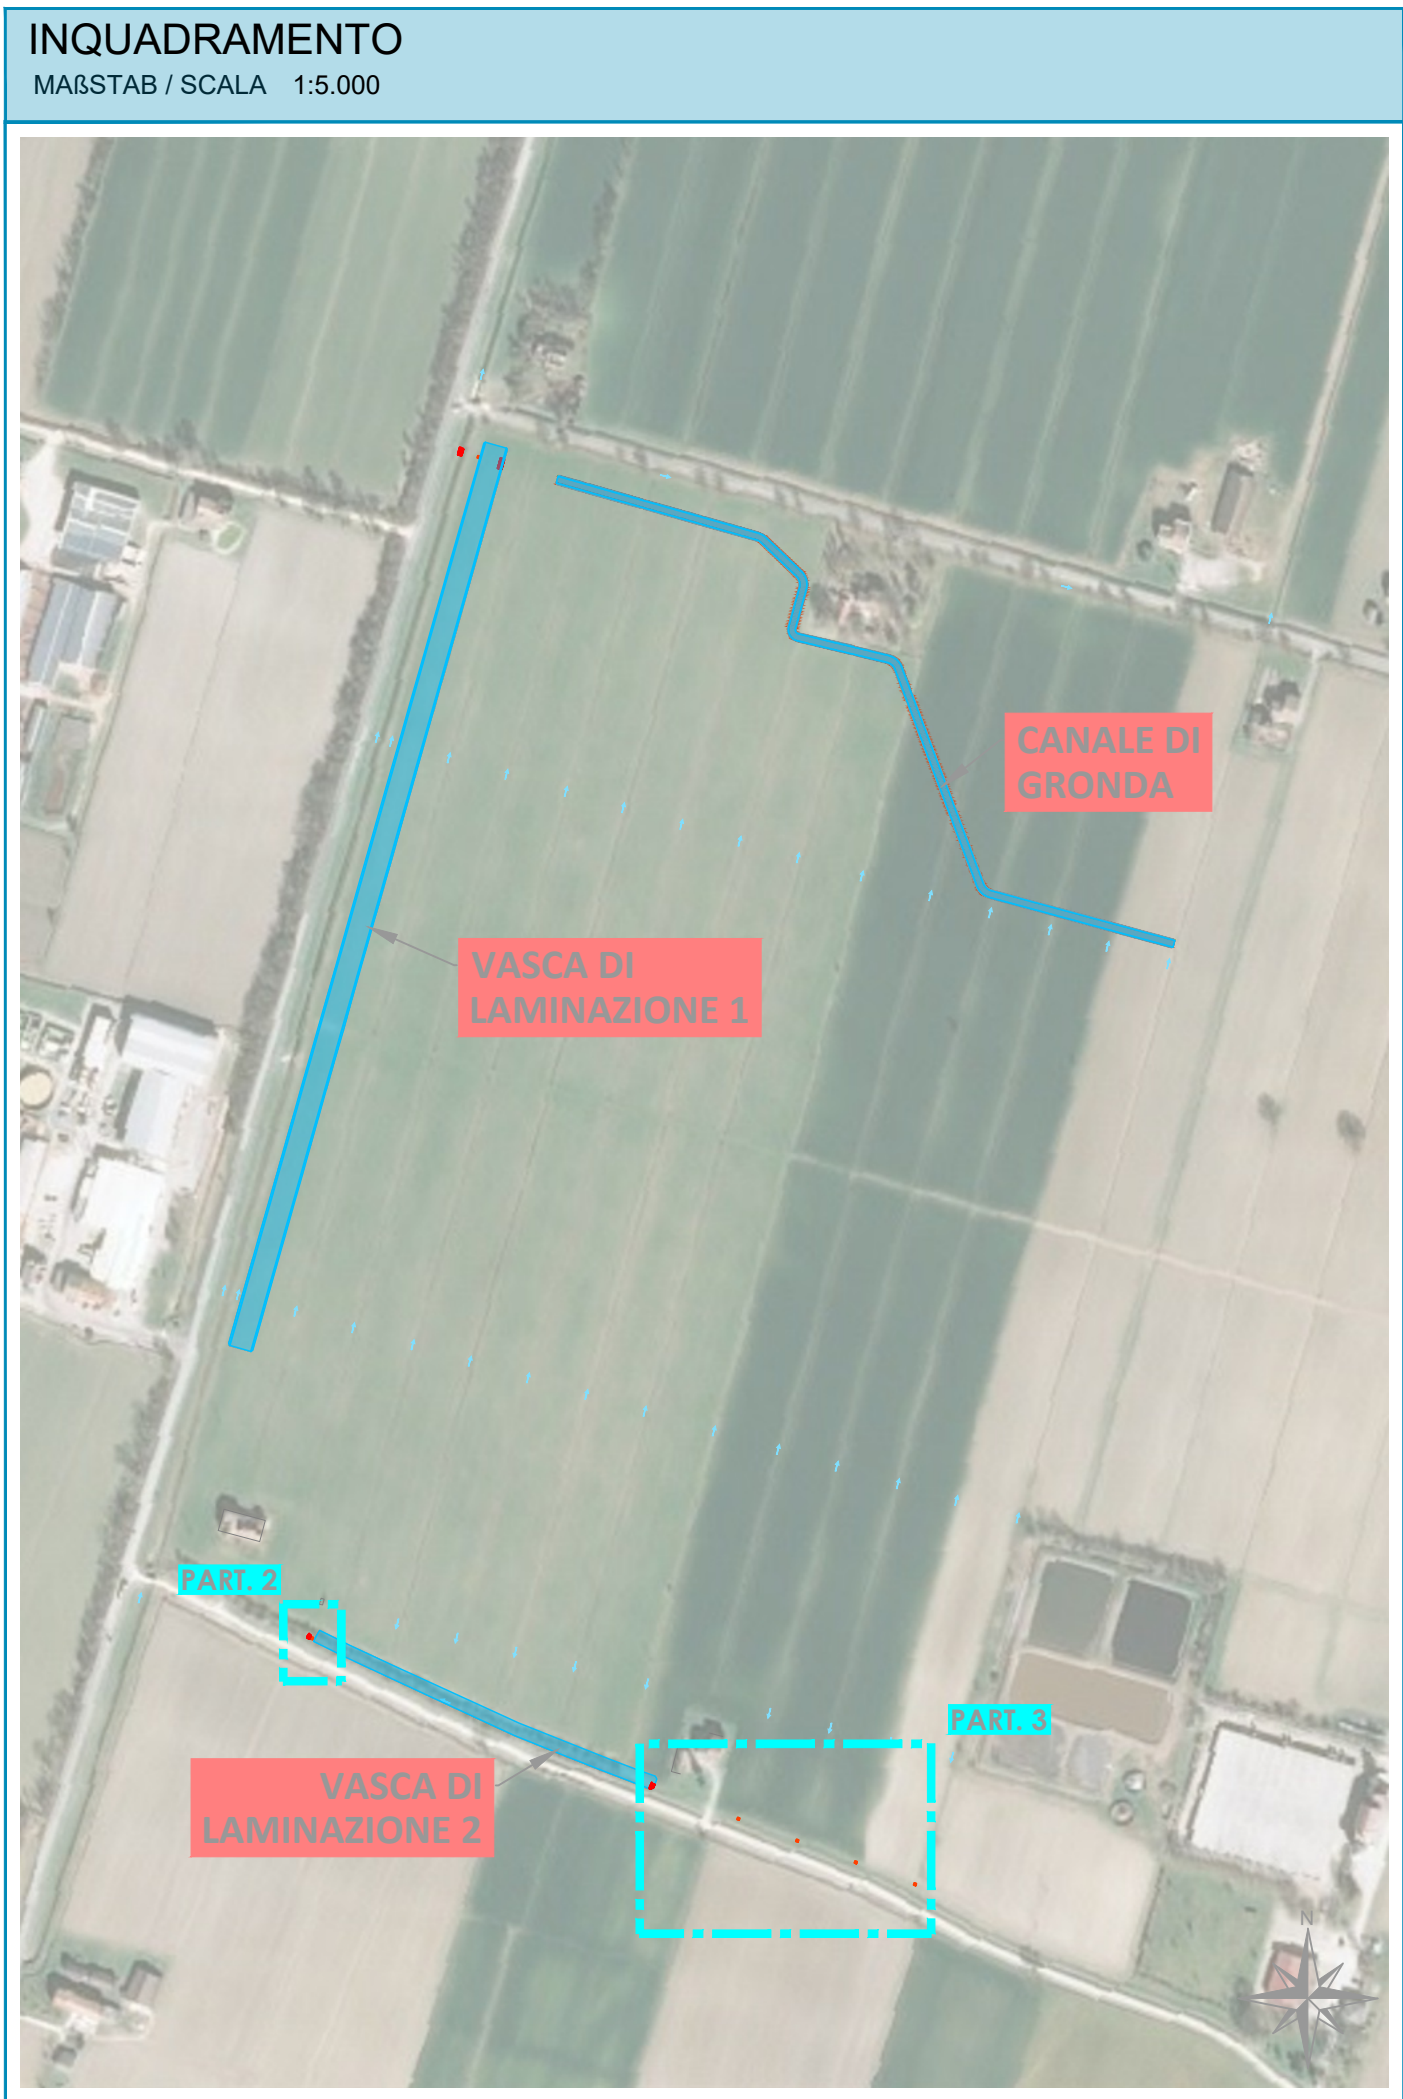 INQUADRAMENTO
MAßSTAB / SCALA 1:5.000
CANALE DI
GRONDA
VASCA DI
LAMINAZIONE 1
PART. 2
PART. 3
VASCA DI
LAMINAZIONE 2
N